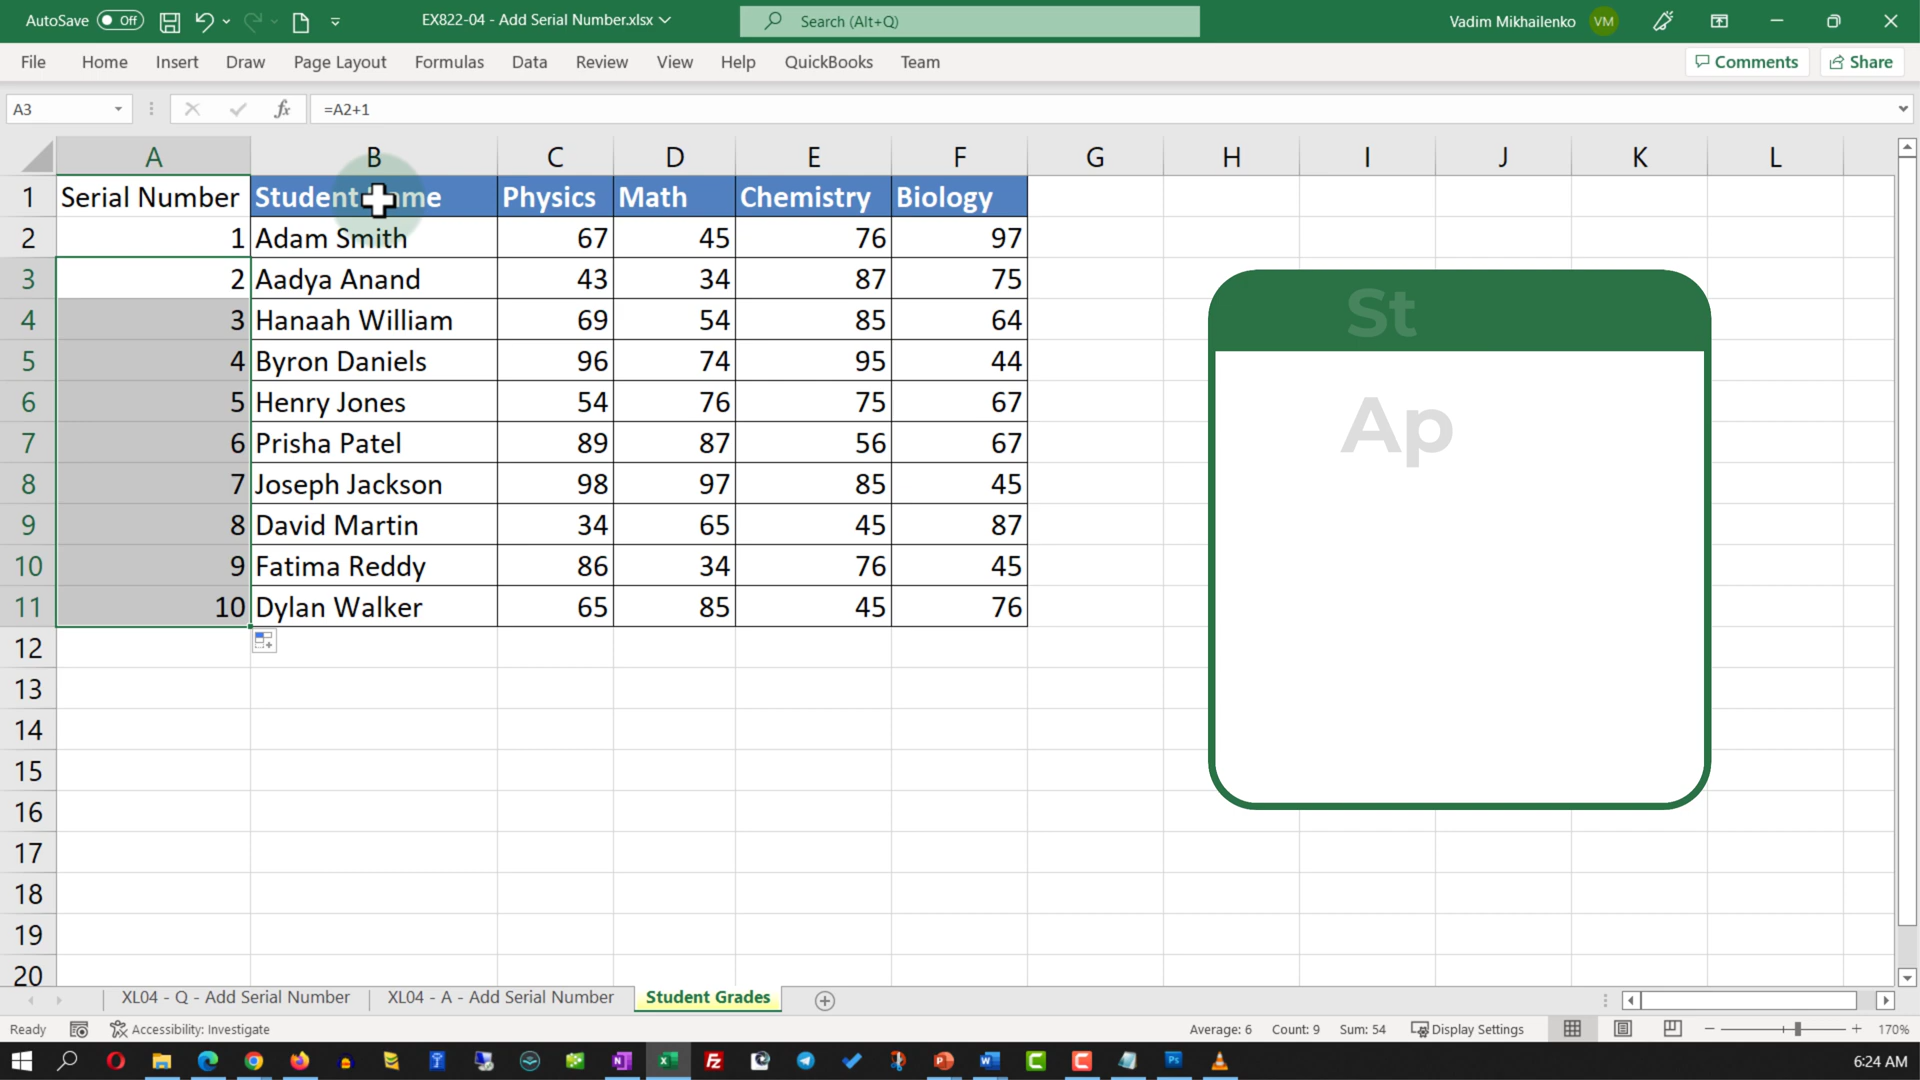 AutoSave Off EX822-04 - Add Serial Number.xlsx Search (Alt+Q) Vadim Mikhailenko VM
File Home Insert Draw Page Layout Formulas Data Review View Help QuickBooks Team Comments Share
A3 fx =A2+1
A B C D E F G H I J K L
1 Serial Number Student Name Physics Math Chemistry Biology
2 1 Adam Smith 67 45 76 97
3 2 Aadya Anand 43 34 87 75
4 3 Hanaah William 69 54 85 64
5 4 Byron Daniels 96 74 95 44
6 5 Henry Jones 54 76 75 67
7 6 Prisha Patel 89 87 56 67
8 7 Joseph Jackson 98 97 85 45
9 8 David Martin 34 65 45 87
10 9 Fatima Reddy 86 34 76 45
11 10 Dylan Walker 65 85 45 76
12
13
14
15
16
17
18
19
20
St
Ap
XL04 - Q - Add Serial Number XL04 - A - Add Serial Number Student Grades
Ready Accessibility: Investigate Average: 6 Count: 9 Sum: 54 Display Settings 170%
6:24 AM